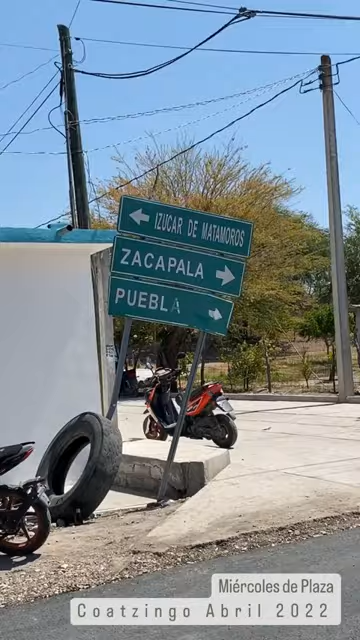 IZUCAR DE MATAMOROS
ZACAPALA
PUEBLA
Miércoles de Plaza
Coatzingo Abril 2022